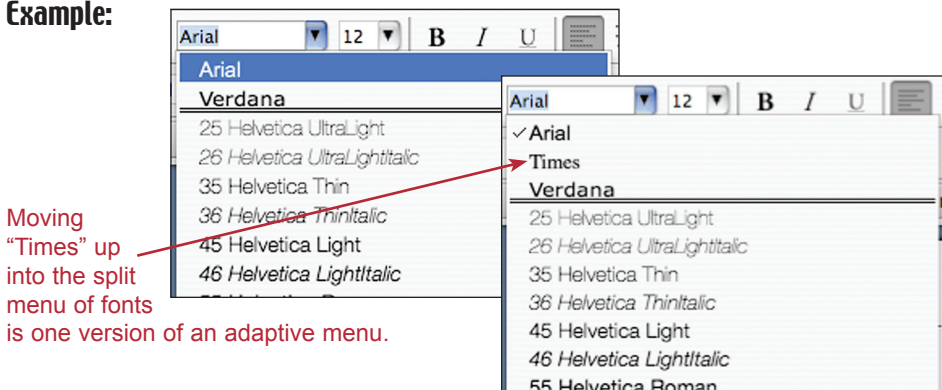 Example:
Arial 12 B I U
Arial
Verdana
25 Helvetica UltraLight
26 Helvetica UltraLightItalic
35 Helvetica Thin
36 Helvetica ThinItalic
45 Helvetica Light
46 Helvetica LightItalic
Arial 12 B I U
✓Arial
Times
Verdana
25 Helvetica UltraLight
26 Helvetica UltraLightItalic
35 Helvetica Thin
36 Helvetica ThinItalic
45 Helvetica Light
46 Helvetica LightItalic
55 Helvetica Roman
Moving
“Times” up
into the split
menu of fonts
is one version of an adaptive menu.